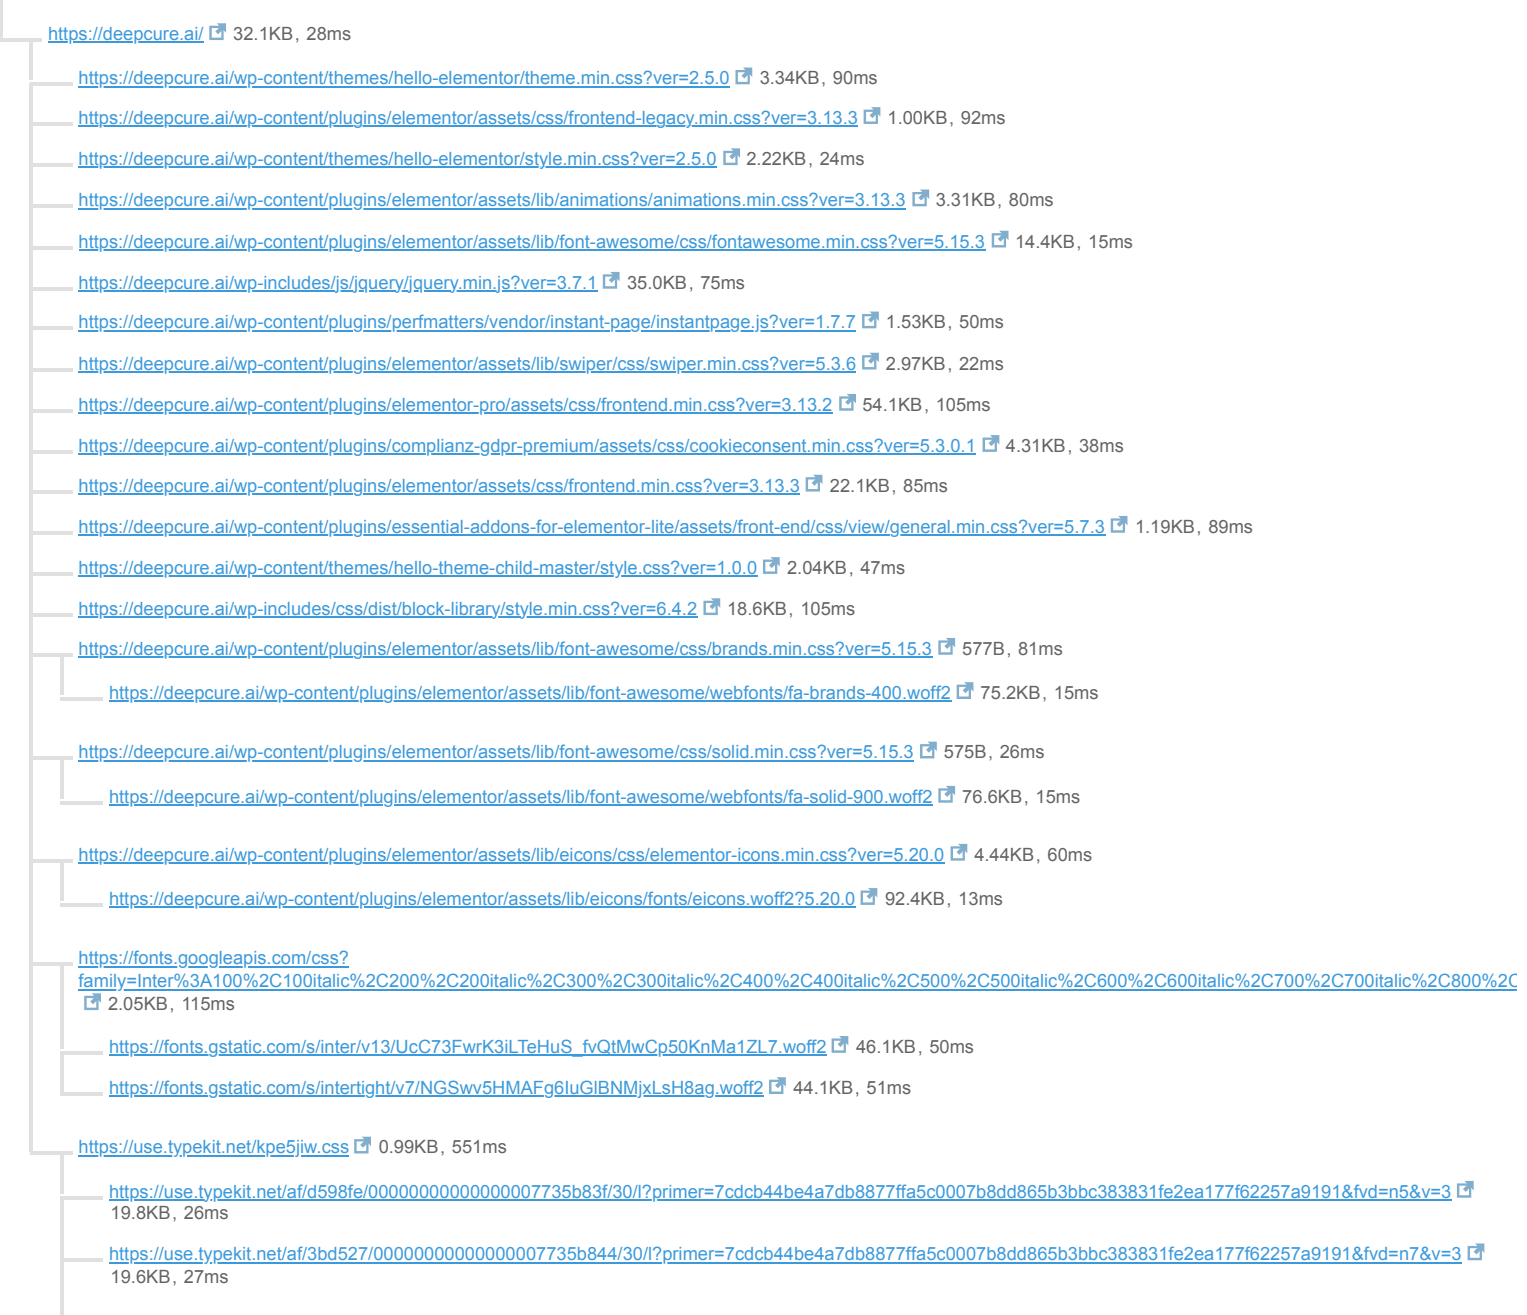 https://deepcure.ai/ 32.1KB, 28ms
https://deepcure.ai/wp-content/themes/hello-elementor/theme.min.css?ver=2.5.0 3.34KB, 90ms
https://deepcure.ai/wp-content/plugins/elementor/assets/css/frontend-legacy.min.css?ver=3.13.3 1.00KB, 92ms
https://deepcure.ai/wp-content/themes/hello-elementor/style.min.css?ver=2.5.0 2.22KB, 24ms
https://deepcure.ai/wp-content/plugins/elementor/assets/lib/animations/animations.min.css?ver=3.13.3 3.31KB, 80ms
https://deepcure.ai/wp-content/plugins/elementor/assets/lib/font-awesome/css/fontawesome.min.css?ver=5.15.3 14.4KB, 15ms
https://deepcure.ai/wp-includes/js/jquery/jquery.min.js?ver=3.7.1 35.0KB, 75ms
https://deepcure.ai/wp-content/plugins/perfmatters/vendor/instant-page/instantpage.js?ver=1.7.7 1.53KB, 50ms
https://deepcure.ai/wp-content/plugins/elementor/assets/lib/swiper/css/swiper.min.css?ver=5.3.6 2.97KB, 22ms
https://deepcure.ai/wp-content/plugins/elementor-pro/assets/css/frontend.min.css?ver=3.13.2 54.1KB, 105ms
https://deepcure.ai/wp-content/plugins/complianz-gdpr-premium/assets/css/cookieconsent.min.css?ver=5.3.0.1 4.31KB, 38ms
https://deepcure.ai/wp-content/plugins/elementor/assets/css/frontend.min.css?ver=3.13.3 22.1KB, 85ms
https://deepcure.ai/wp-content/plugins/essential-addons-for-elementor-lite/assets/front-end/css/view/general.min.css?ver=5.7.3 1.19KB, 89ms
https://deepcure.ai/wp-content/themes/hello-theme-child-master/style.css?ver=1.0.0 2.04KB, 47ms
https://deepcure.ai/wp-includes/css/dist/block-library/style.min.css?ver=6.4.2 18.6KB, 105ms
https://deepcure.ai/wp-content/plugins/elementor/assets/lib/font-awesome/css/brands.min.css?ver=5.15.3 577B, 81ms
https://deepcure.ai/wp-content/plugins/elementor/assets/lib/font-awesome/webfonts/fa-brands-400.woff2 75.2KB, 15ms
https://deepcure.ai/wp-content/plugins/elementor/assets/lib/font-awesome/css/solid.min.css?ver=5.15.3 575B, 26ms
https://deepcure.ai/wp-content/plugins/elementor/assets/lib/font-awesome/webfonts/fa-solid-900.woff2 76.6KB, 15ms
https://deepcure.ai/wp-content/plugins/elementor/assets/lib/eicons/css/elementor-icons.min.css?ver=5.20.0 4.44KB, 60ms
https://deepcure.ai/wp-content/plugins/elementor/assets/lib/eicons/fonts/eicons.woff2?5.20.0 92.4KB, 13ms
https://fonts.googleapis.com/css?
family=Inter%3A100%2C100italic%2C200%2C200italic%2C300%2C300italic%2C400%2C400italic%2C500%2C500italic%2C600%2C600italic%2C700%2C700italic%2C800%2C
2.05KB, 115ms
https://fonts.gstatic.com/s/inter/v13/UcC73FwrK3iLTeHuS_fvQtMwCp50KnMa1ZL7.woff2 46.1KB, 50ms
https://fonts.gstatic.com/s/intertight/v7/NGSwv5HMAFg6IuGlBNMjxLsH8ag.woff2 44.1KB, 51ms
https://use.typekit.net/kpe5jiw.css 0.99KB, 551ms
https://use.typekit.net/af/d598fe/00000000000000007735b83f/30/l?primer=7cdcb44be4a7db8877ffa5c0007b8dd865b3bbc383831fe2ea177f62257a9191&fvd=n5&v=3
19.8KB, 26ms
https://use.typekit.net/af/3bd527/00000000000000007735b844/30/l?primer=7cdcb44be4a7db8877ffa5c0007b8dd865b3bbc383831fe2ea177f62257a9191&fvd=n7&v=3
19.6KB, 27ms